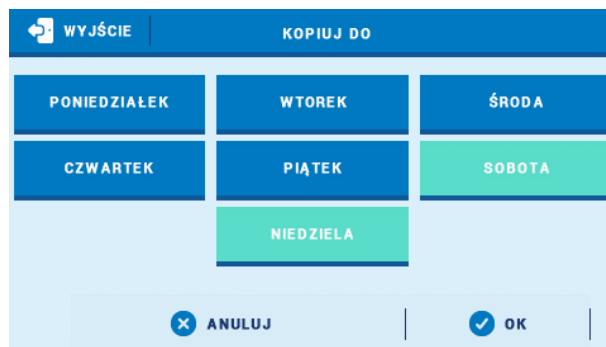 WYJŚCIE KOPIUJ DO
PONIEDZIAŁEK WTOREK ŚRODA
CZWARTEK PIĄTEK SOBOTA
NIEDZIELA
ANULUJ OK